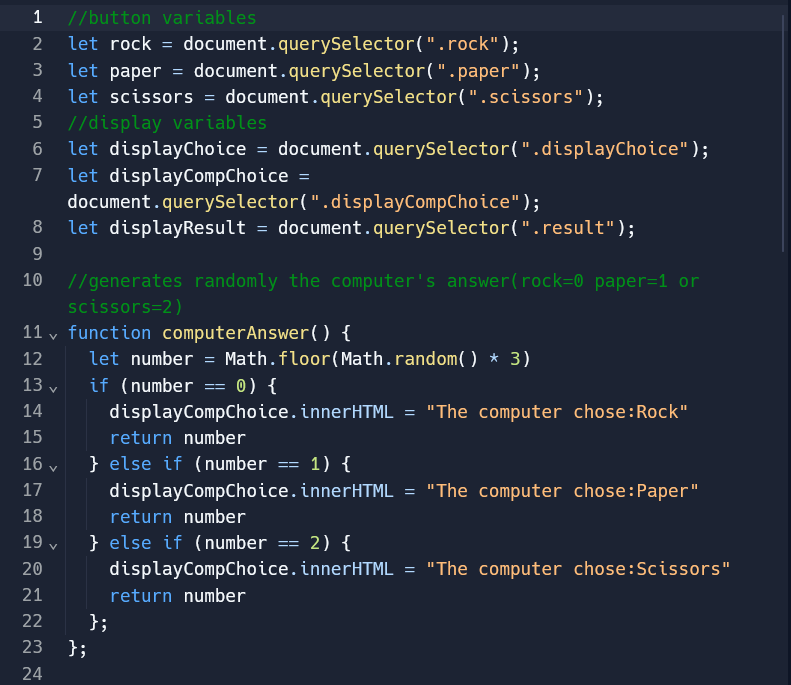 1 //button variables
2 let rock = document.querySelector(".rock");
3 let paper = document.querySelector(".paper");
4 let scissors = document.querySelector(".scissors");
5 //display variables
6 let displayChoice = document.querySelector(".displayChoice");
7 let displayCompChoice =
document.querySelector(".displayCompChoice");
8 let displayResult = document.querySelector(".result");
9
10 //generates randomly the computer's answer(rock=0 paper=1 or
scissors=2)
11 function computerAnswer() {
12   let number = Math.floor(Math.random() * 3)
13   if (number == 0) {
14     displayCompChoice.innerHTML = "The computer chose:Rock"
15     return number
16   } else if (number == 1) {
17     displayCompChoice.innerHTML = "The computer chose:Paper"
18     return number
19   } else if (number == 2) {
20     displayCompChoice.innerHTML = "The computer chose:Scissors"
21     return number
22   };
23 };
24